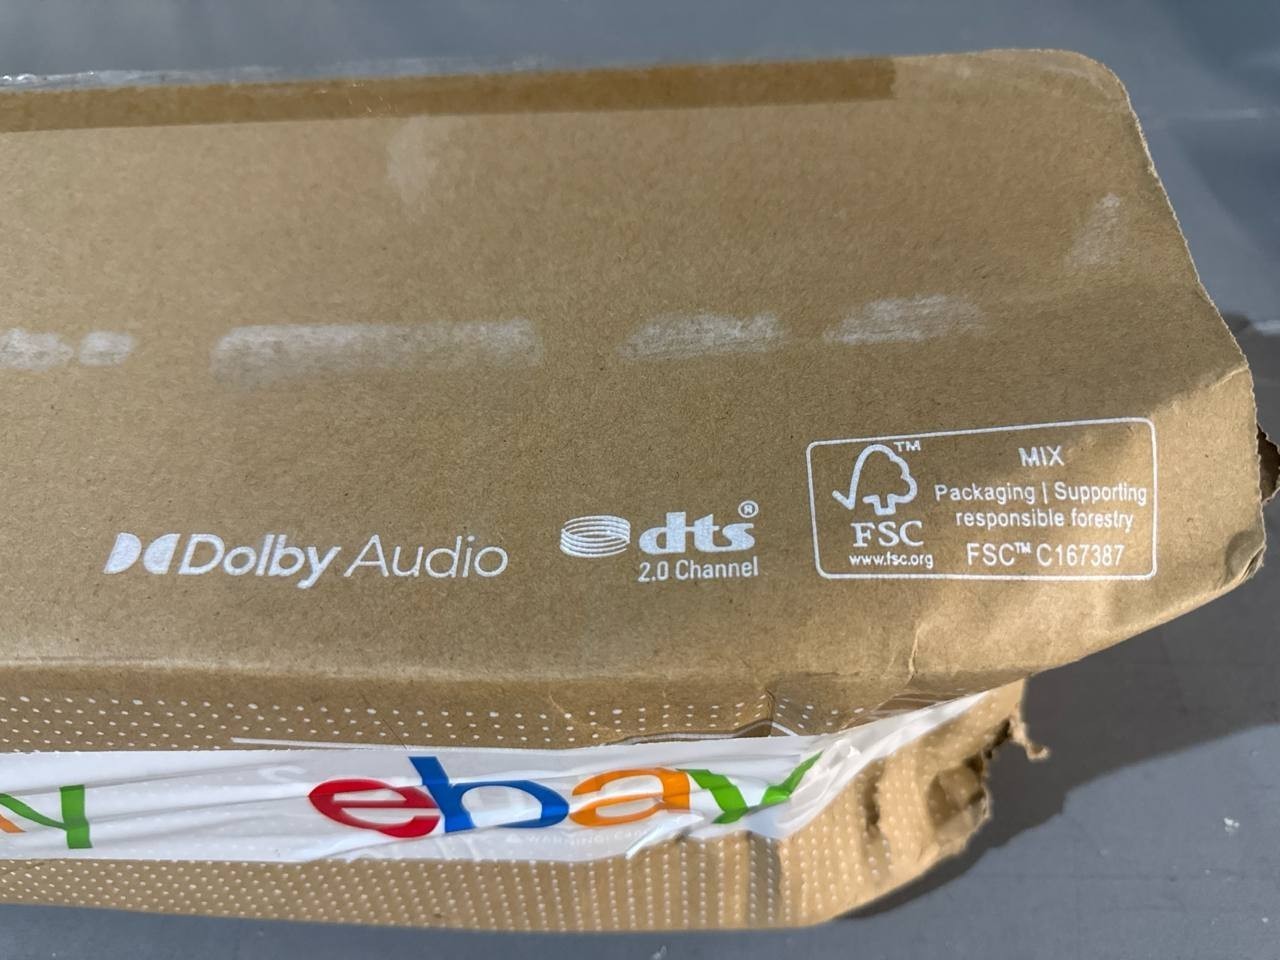 Dolby Audio
dts®
2.0 Channel
™
FSC
www.fsc.org
MIX
Packaging | Supporting
responsible forestry
FSC™ C167387
y
ebay